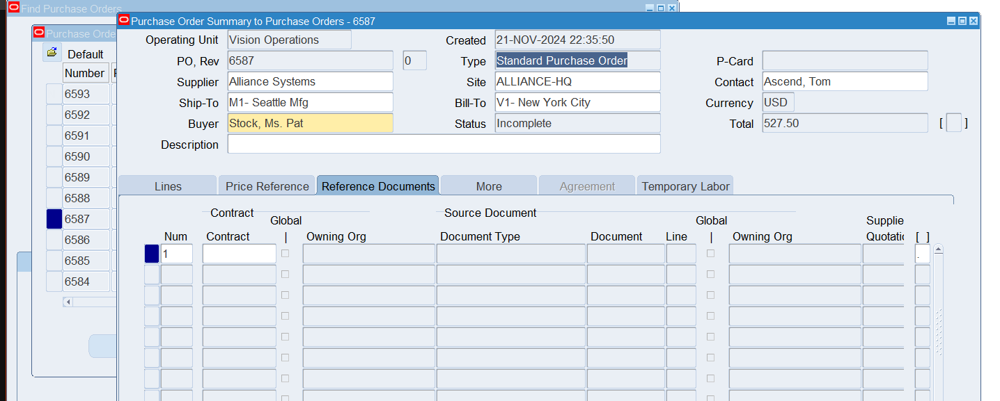 Find Purchase Orders
Purchase Order Summary to Purchase Orders - 6587
Purchase Orde
Default
Number
6593
6592
6591
6590
6589
6588
6587
6586
6585
6584
Operating Unit Vision Operations Created 21-NOV-2024 22:35:50
PO, Rev 6587 0 Type Standard Purchase Order P-Card
Supplier Alliance Systems Site ALLIANCE-HQ Contact Ascend, Tom
Ship-To M1- Seattle Mfg Bill-To V1- New York City Currency USD
Buyer Stock, Ms. Pat Status Incomplete Total 527.50 [ ]
Description
Lines Price Reference Reference Documents More Agreement Temporary Labor
Contract Source Document
Global Global Supplie
Num Contract | Owning Org Document Type Document Line | Owning Org Quotatic [ ]
1 .